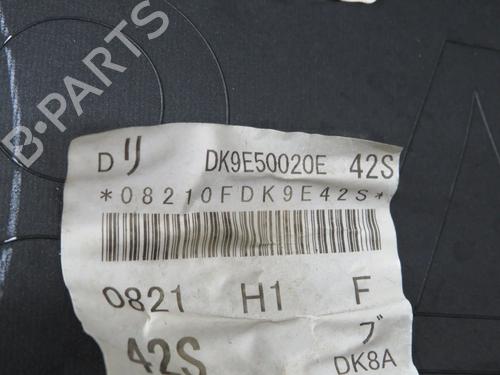 D リ DK9E50020E 42S
*08210FDK9E42S*
0821 H1 F
42S ブ
DK8A
B-Parts